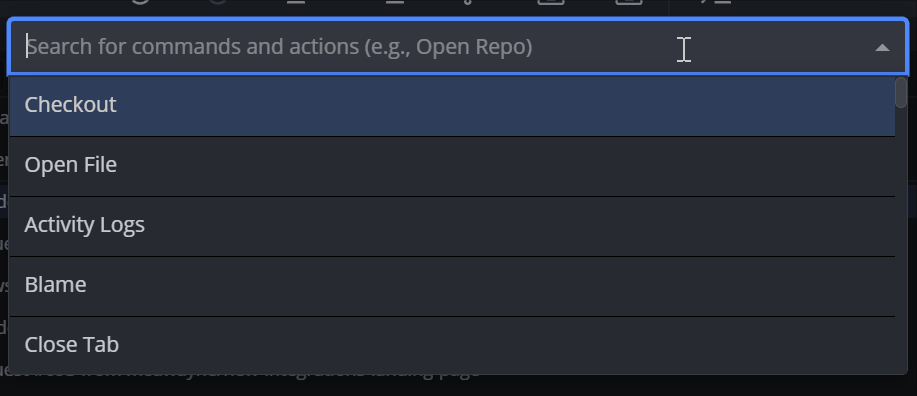 Search for commands and actions (e.g., Open Repo)
Checkout
Open File
Activity Logs
Blame
Close Tab